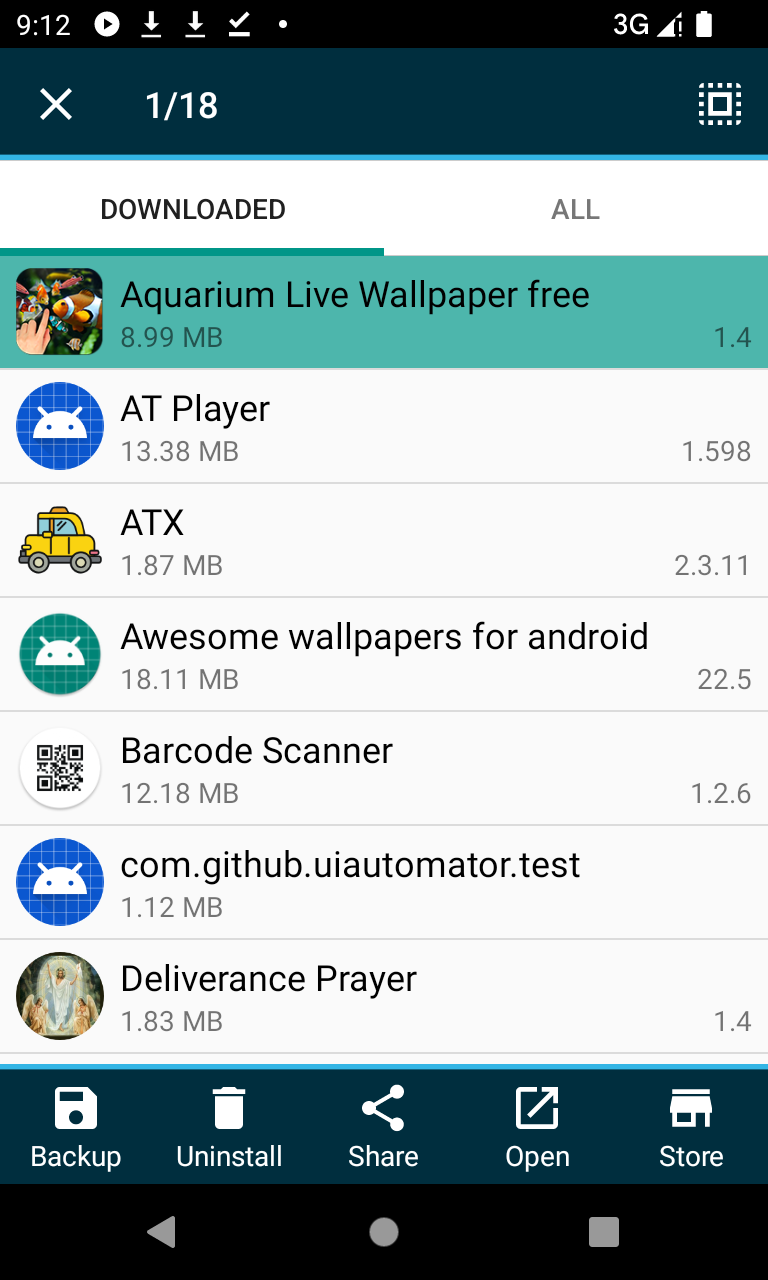 9:12
3G
1/18
DOWNLOADED
ALL
Aquarium Live Wallpaper free
8.99 MB
1.4
AT Player
13.38 MB
1.598
ATX
1.87 MB
2.3.11
Awesome wallpapers for android
18.11 MB
22.5
Barcode Scanner
12.18 MB
1.2.6
com.github.uiautomator.test
1.12 MB
Deliverance Prayer
1.83 MB
1.4
Backup
Uninstall
Share
Open
Store